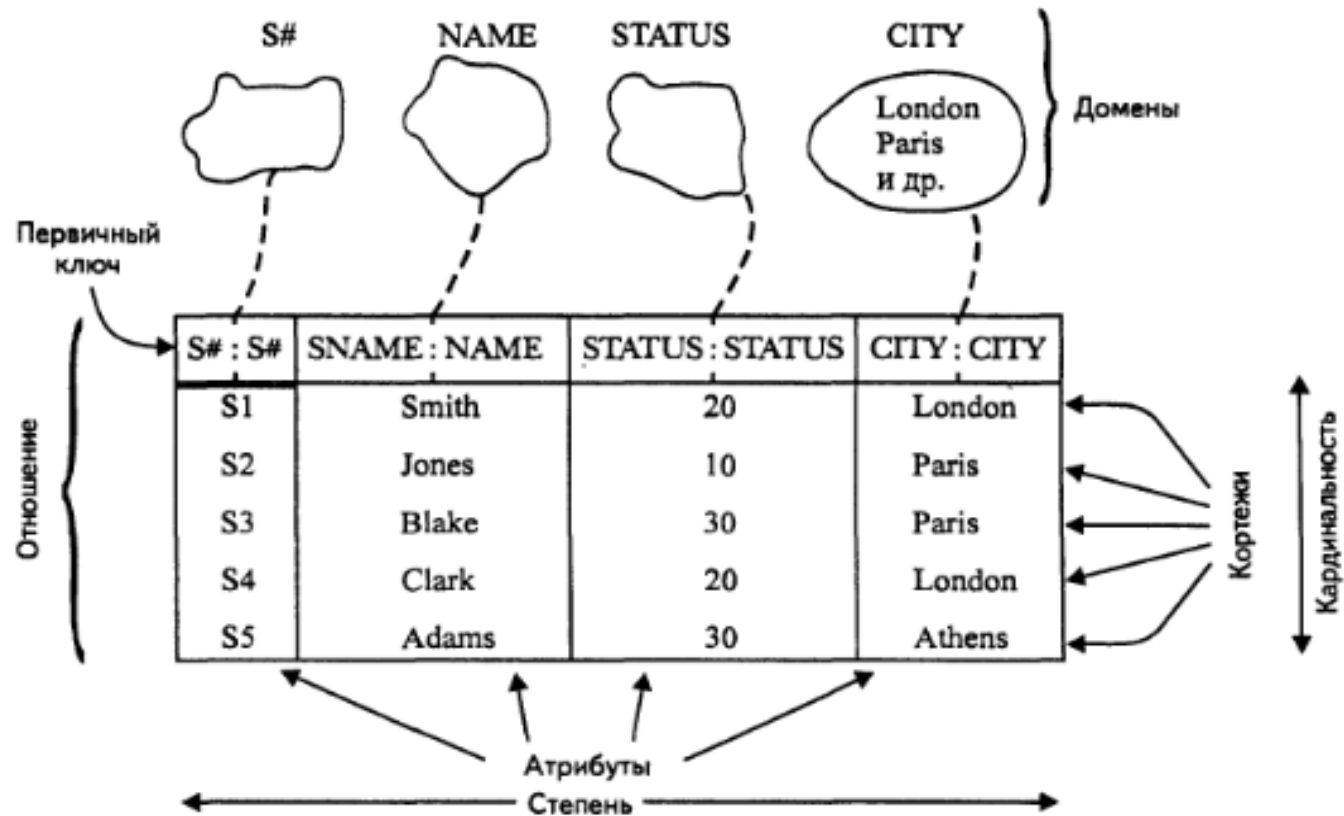 S# NAME STATUS CITY
London
Paris
и др.
Домены
Первичный
ключ
S# : S# SNAME : NAME STATUS : STATUS CITY : CITY
S1 Smith 20 London
S2 Jones 10 Paris
S3 Blake 30 Paris
S4 Clark 20 London
S5 Adams 30 Athens
Отношение
Кортежи
Кардинальность
Атрибуты
Степень